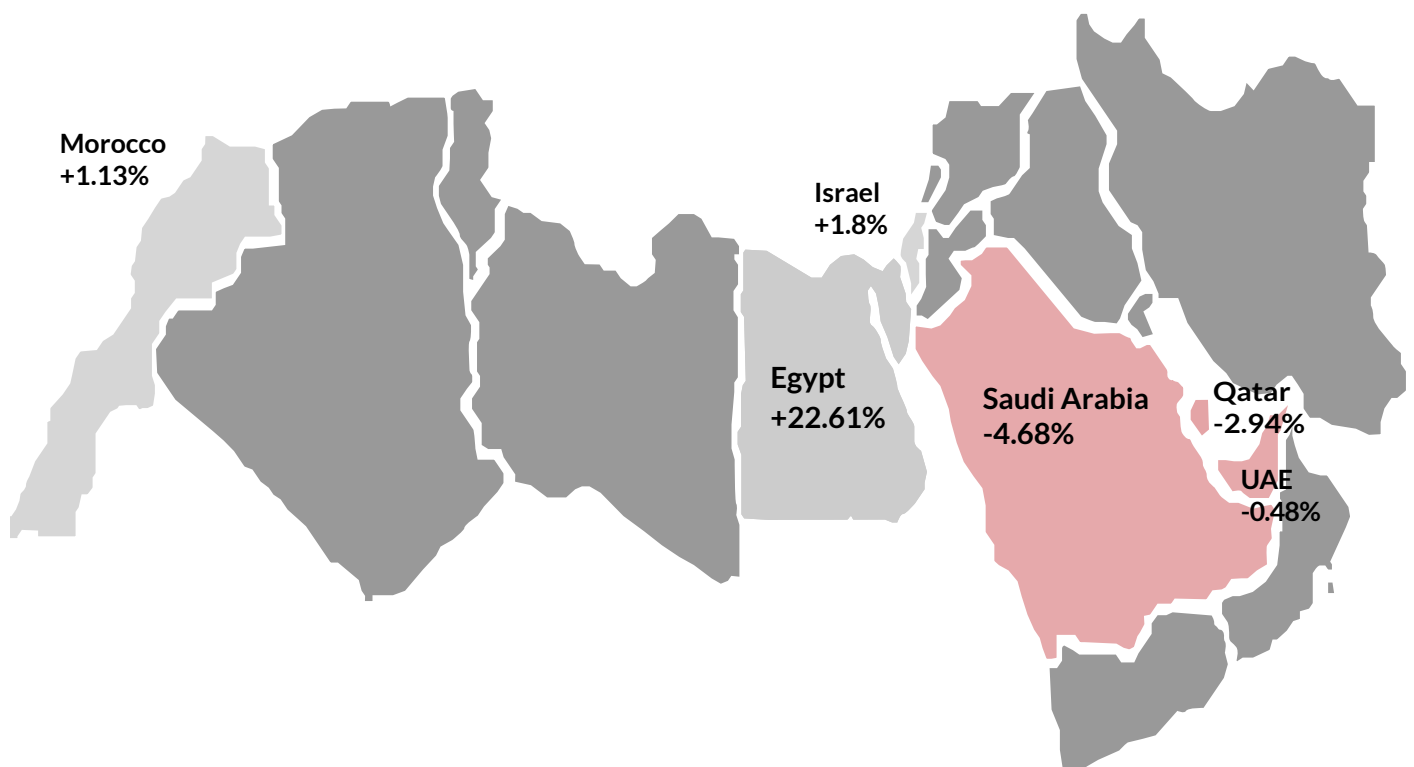 Morocco
+1.13%
Israel
+1.8%
Egypt
+22.61%
Saudi Arabia
-4.68%
Qatar
-2.94%
UAE
-0.48%